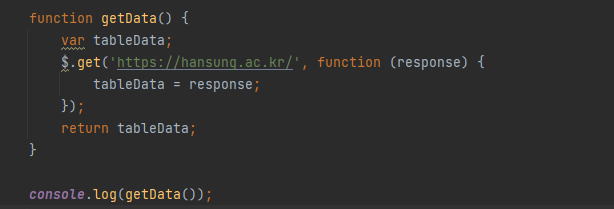 function getData() {
var tableData;
$.get('https://hansung.ac.kr/', function (response) {
tableData = response;
});
return tableData;
}
console.log(getData());